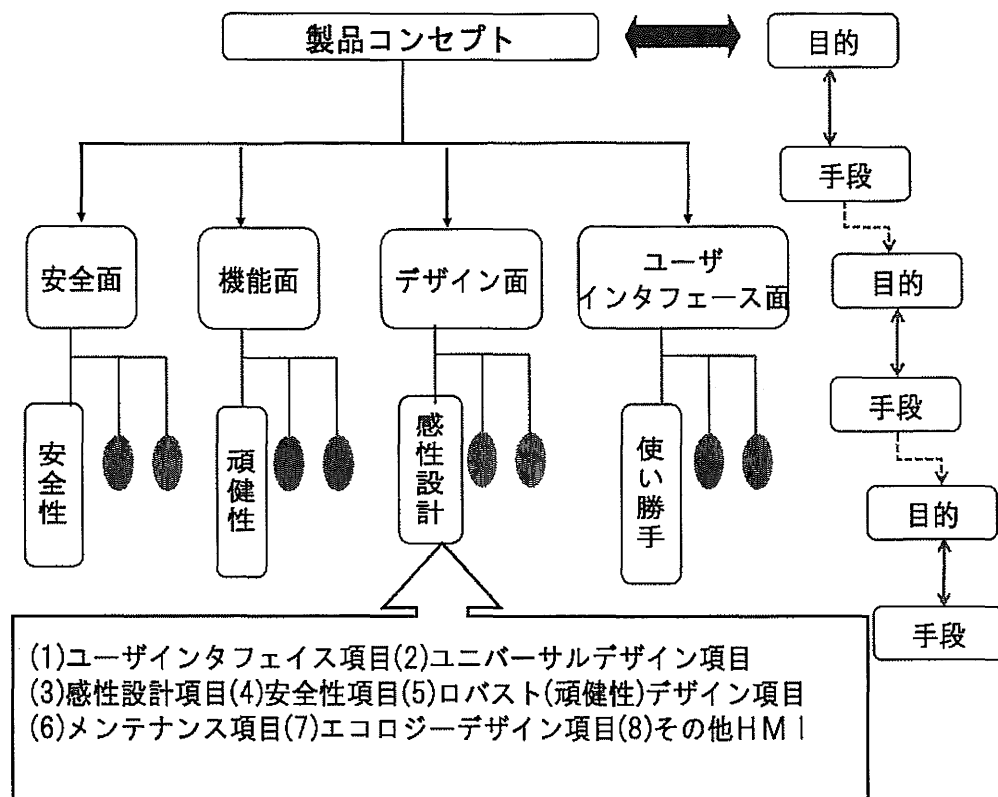 製品コンセプト
目的
手段
安全面
機能面
デザイン面
ユーザ
インタフェース面
目的
手段
安全性
頑健性
感性設計
使い勝手
目的
手段
(1)ユーザインタフェイス項目(2)ユニバーサルデザイン項目
(3)感性設計項目(4)安全性項目(5)ロバスト(頑健性)デザイン項目
(6)メンテナンス項目(7)エコロジーデザイン項目(8)その他HMI